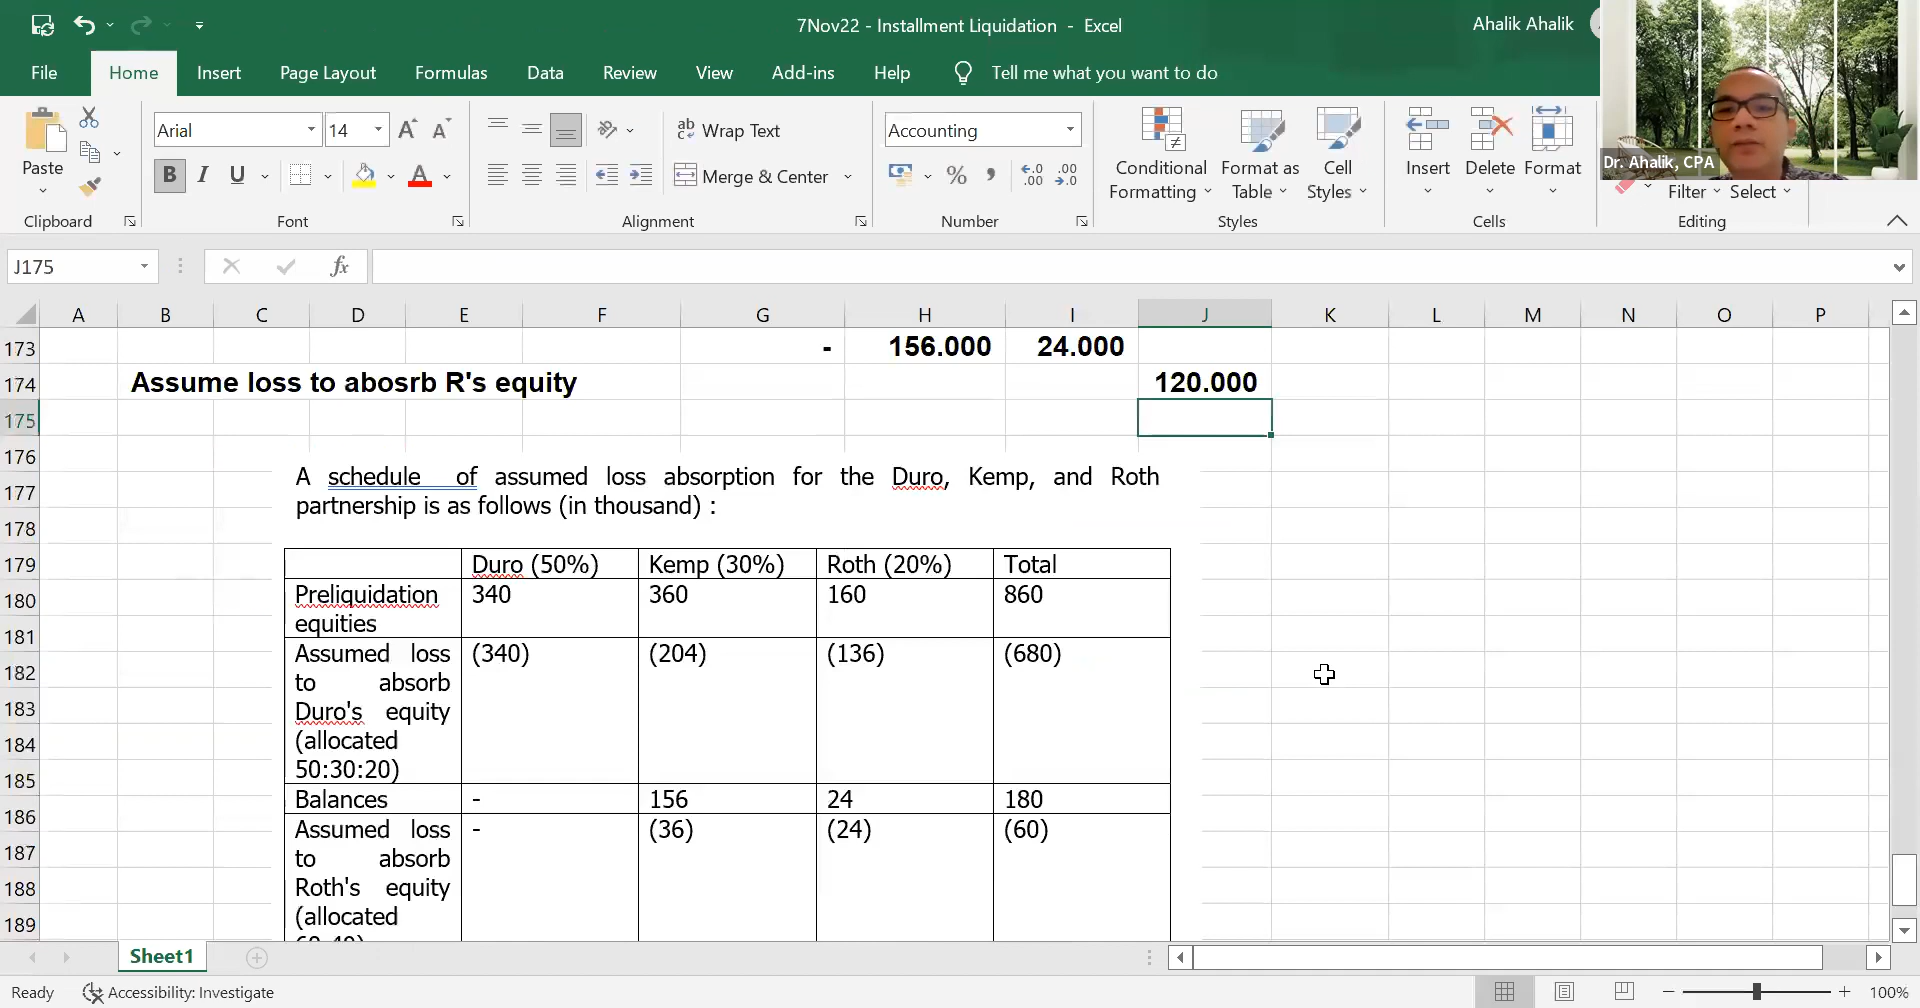 7Nov22 - Installment Liquidation - Excel
Ahalik Ahalik
File Home Insert Page Layout Formulas Data Review View Add-ins Help Tell me what you want to do
Arial 14 Wrap Text Accounting
Paste B I U Merge & Center % Conditional Formatting Format as Table Cell Styles Insert Delete Format
Dr. Ahalik, CPA
Filter Select
Clipboard Font Alignment Number Styles Cells Editing
J175 fx
A B C D E F G H I J K L M N O P
173 - 156.000 24.000
174 Assume loss to abosrb R's equity 120.000
175
176
177 A schedule of assumed loss absorption for the Duro, Kemp, and Roth
178 partnership is as follows (in thousand) :
179 Duro (50%) Kemp (30%) Roth (20%) Total
180 Preliquidation 340 360 160 860
181 equities
182 Assumed loss (340) (204) (136) (680)
to absorb
183 Duro's equity
184 (allocated
185 50:30:20)
186 Balances - 156 24 180
187 Assumed loss - (36) (24) (60)
to absorb
188 Roth's equity
189 (allocated
Sheet1
Ready Accessibility: Investigate 100%